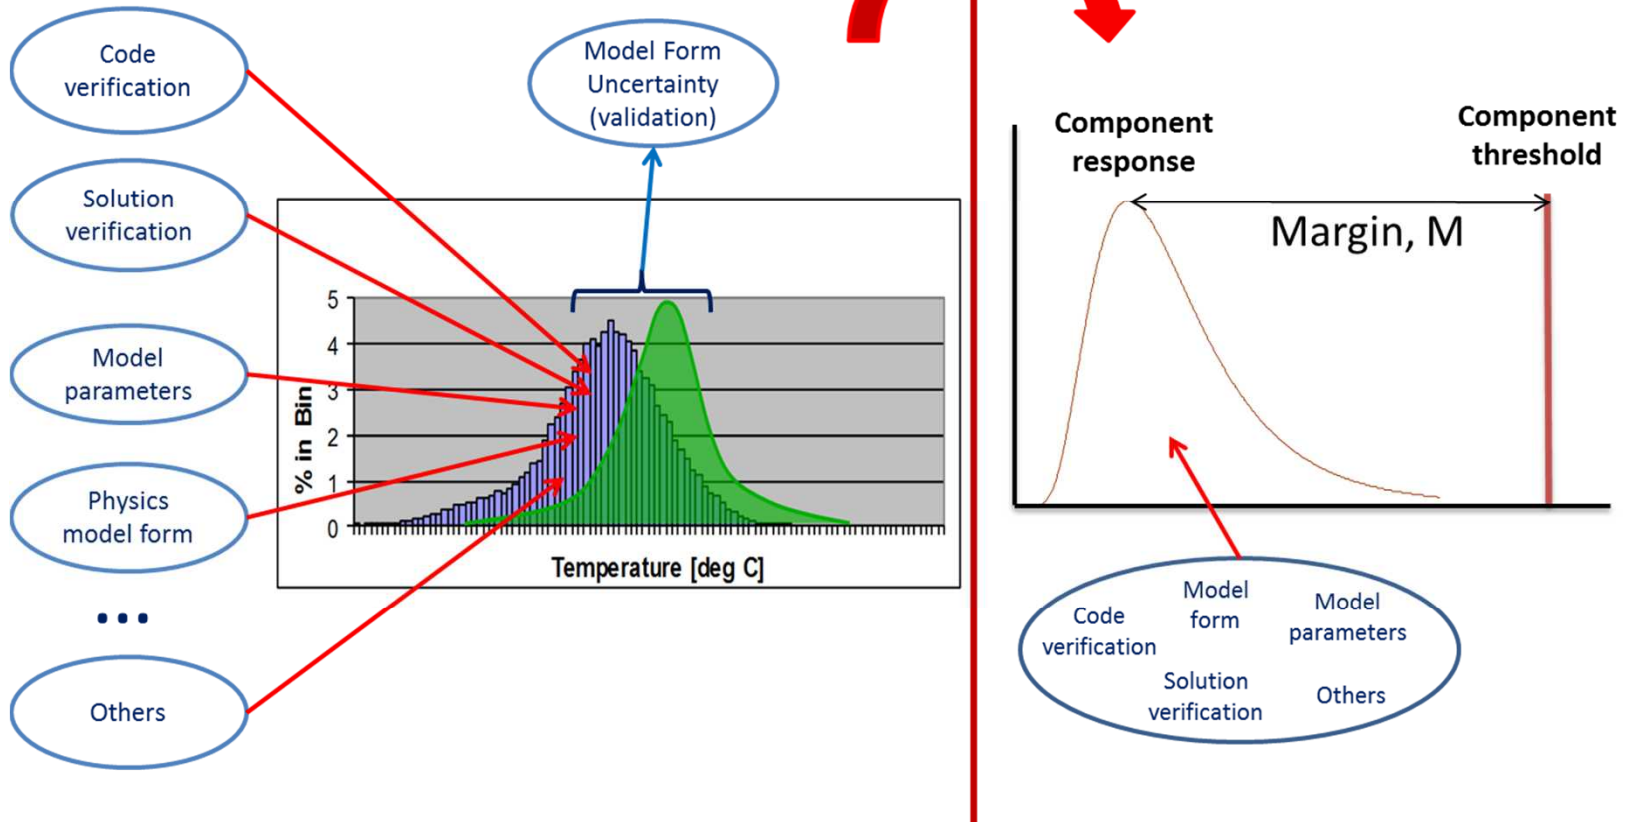 Code
verification
Solution
verification
Model
parameters
Physics
model form
...
Others
Model Form
Uncertainty
(validation)
5
4
3
2
1
0
% in Bin
Temperature [deg C]
Component
response
Component
threshold
Margin, M
Code
verification
Model
form
Model
parameters
Solution
verification
Others